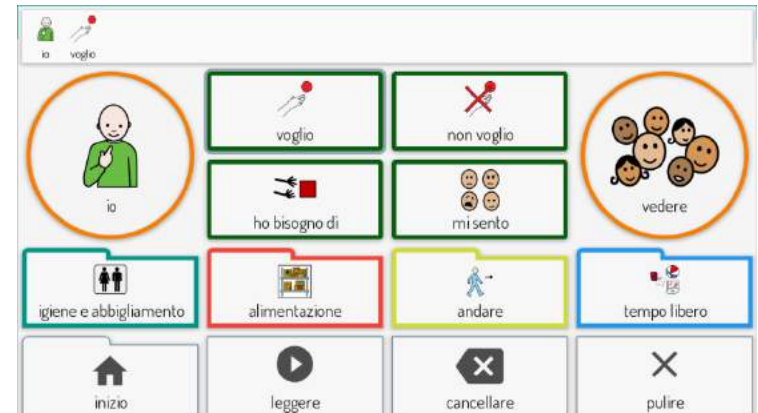 io voglio
voglio non voglio
io vedere
ho bisogno di mi sento
igiene e abbigliamento alimentazione andare tempo libero
inizio leggere cancellare pulire